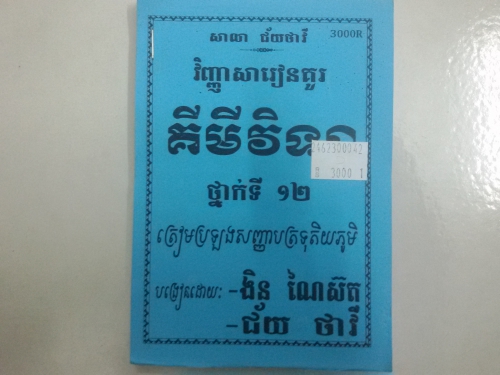 សាលា ជ័យថាវី 3000R
វិញ្ញាសារៀនគួរ
គីមីវិទ្យា
ថ្នាក់ទី ១២
ត្រៀមប្រឡងសញ្ញាបត្រទុតិយភូមិ
បង្រៀនដោយៈ -ងិន ណៃស៊ត
-ជ័យ ថាវី